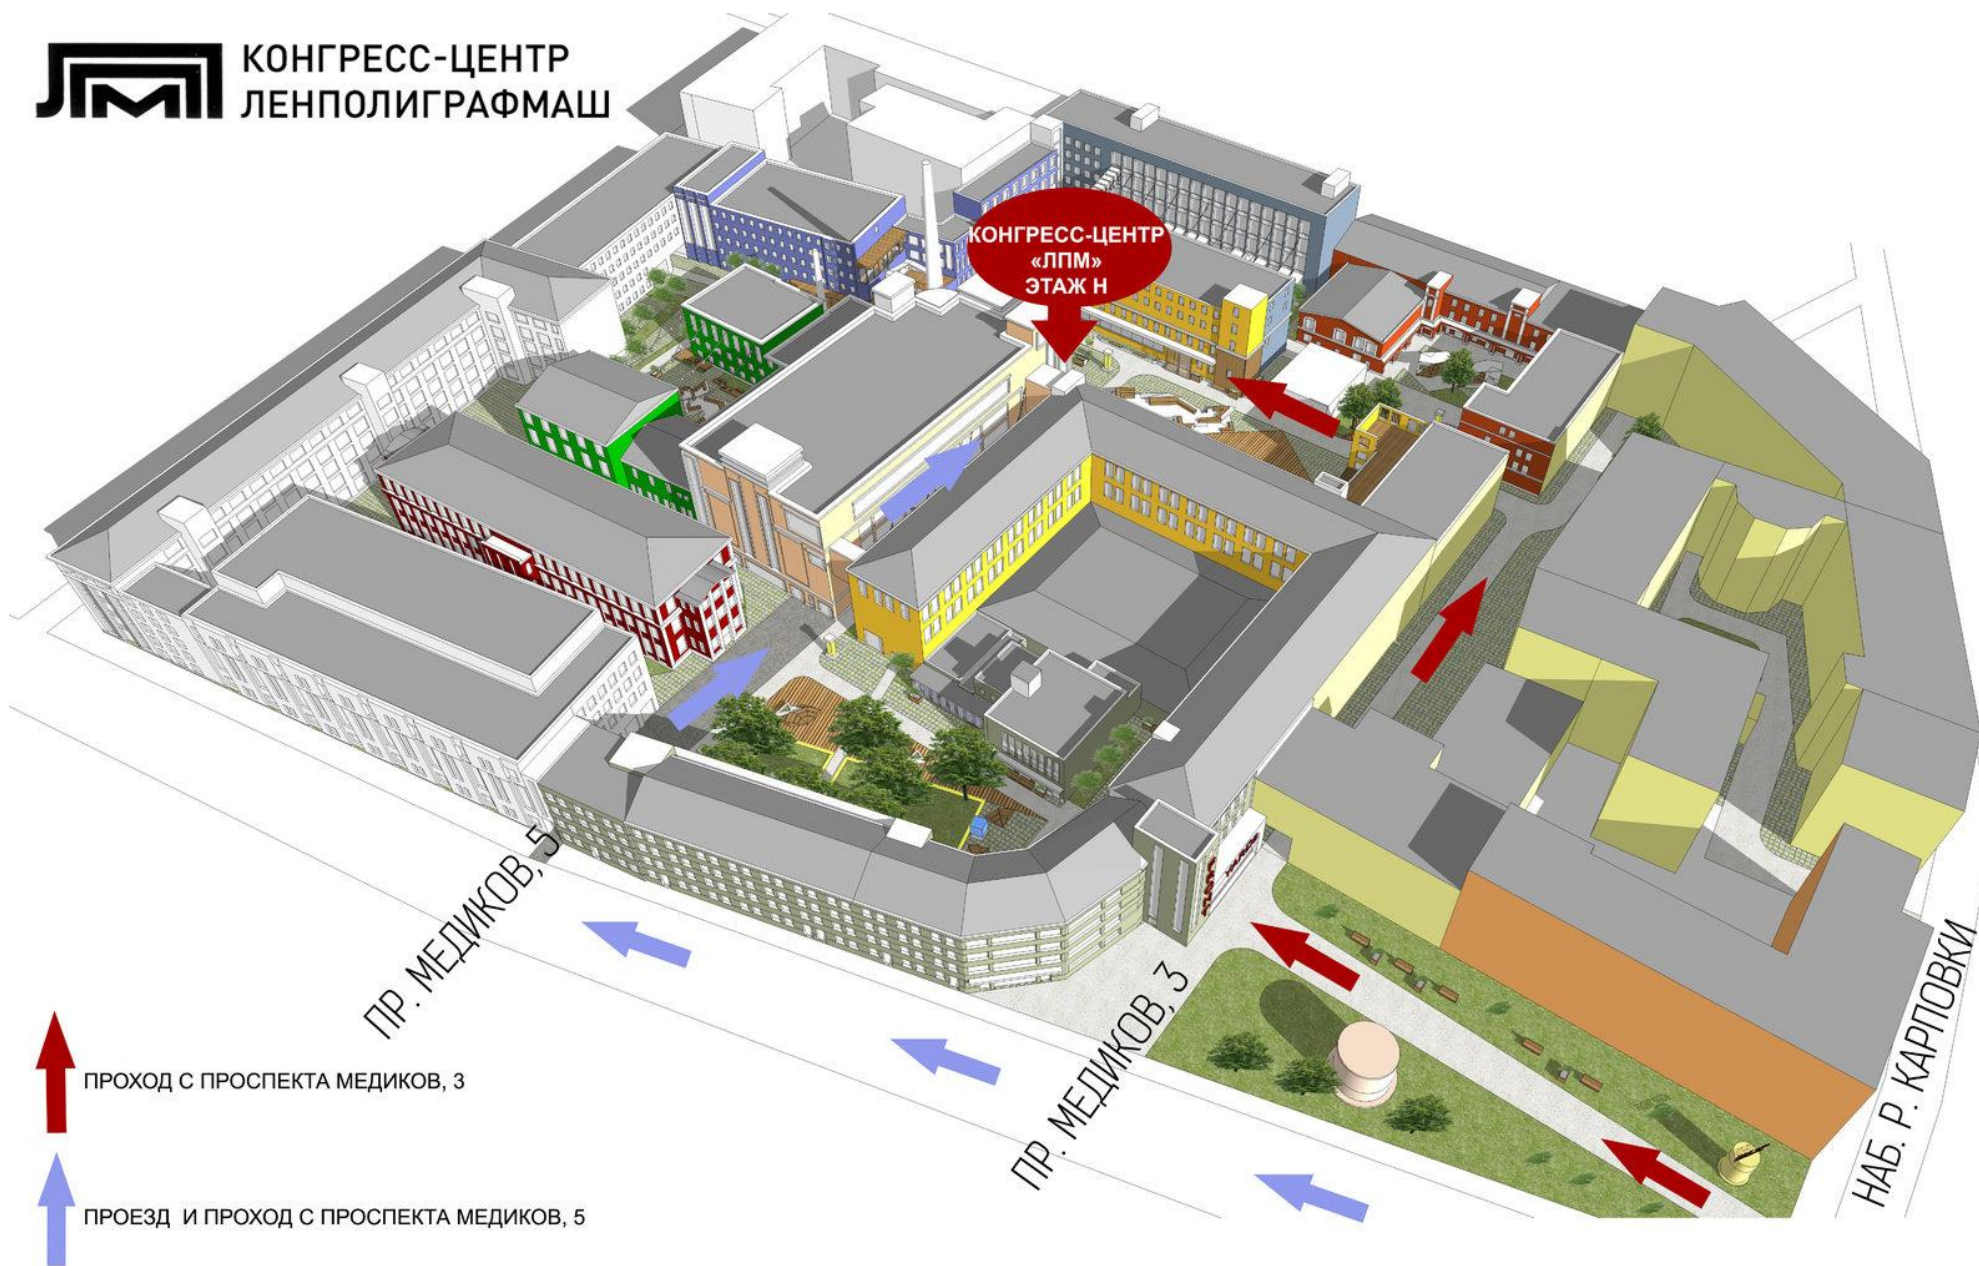 ЛПМ
КОНГРЕСС-ЦЕНТР
ЛЕНПОЛИГРАФМАШ
КОНГРЕСС-ЦЕНТР
«ЛПМ»
ЭТАЖ Н
ПР. МЕДИКОВ, 5
ПР. МЕДИКОВ, 3
НАБ. Р. КАРПОВКИ
ПРОХОД С ПРОСПЕКТА МЕДИКОВ, 3
ПРОЕЗД И ПРОХОД С ПРОСПЕКТА МЕДИКОВ, 5